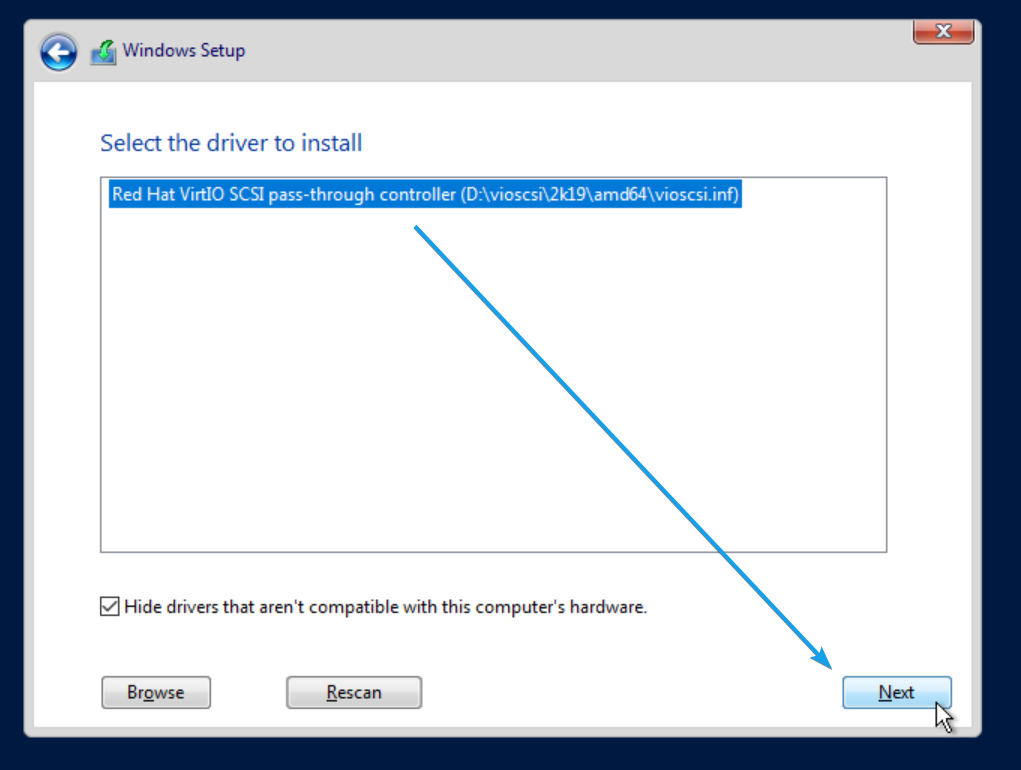 Windows Setup
Select the driver to install
Red Hat VirtIO SCSI pass-through controller (D:\vioscsi\2k19\amd64\vioscsi.inf)
Hide drivers that aren't compatible with this computer's hardware.
Browse Rescan Next